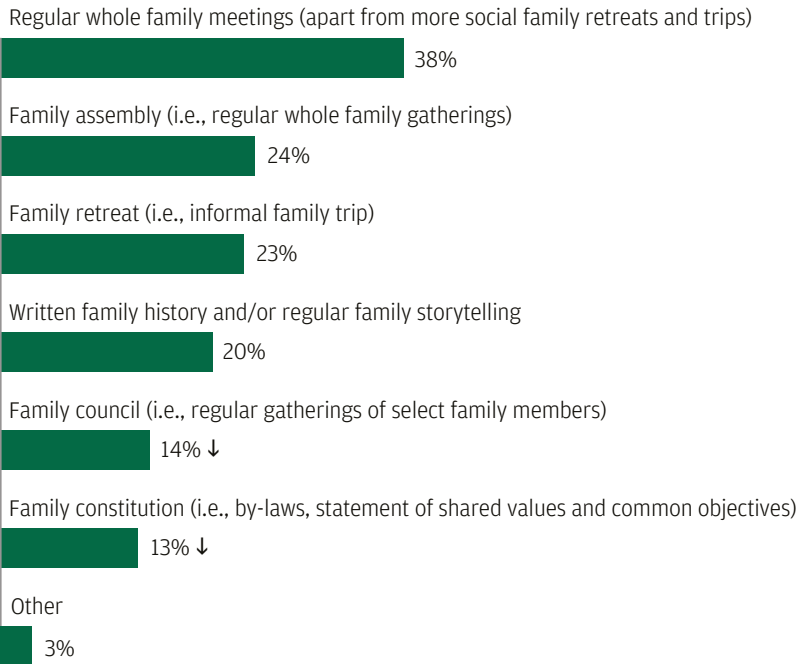 Regular whole family meetings (apart from more social family retreats and trips)
38%
Family assembly (i.e., regular whole family gatherings)
24%
Family retreat (i.e., informal family trip)
23%
Written family history and/or regular family storytelling
20%
Family council (i.e., regular gatherings of select family members)
14% ↓
Family constitution (i.e., by-laws, statement of shared values and common objectives)
13% ↓
Other
3%